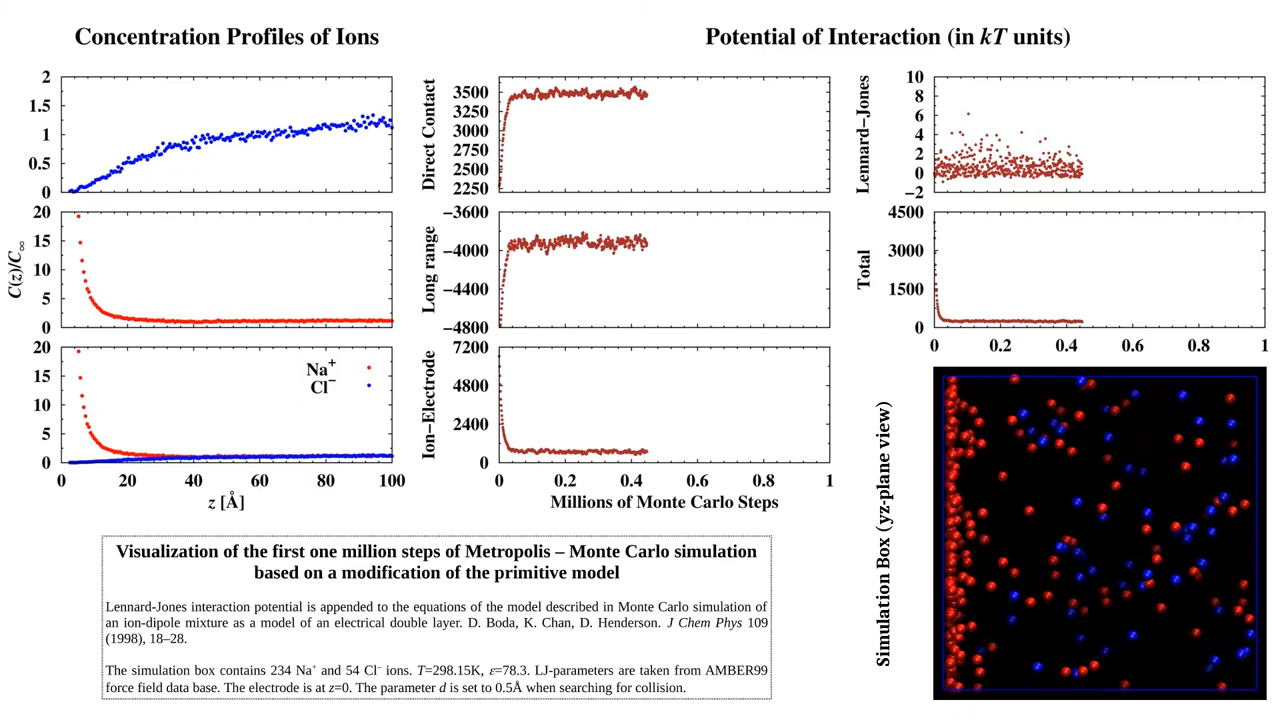 Concentration Profiles of Ions
Potential of Interaction (in kT units)
2
1.5
1
0.5
0
20
15
10
5
0
20
15
10
5
0
C(z)/C∞
Na+
Cl−
0 20 40 60 80 100
z [Å]
Direct Contact
3500
3250
3000
2750
2500
2250
Long range
−3600
−4000
−4400
−4800
Ion−Electrode
7200
4800
2400
0
0 0.2 0.4 0.6 0.8 1
Millions of Monte Carlo Steps
Lennard−Jones
10
8
6
4
2
0
−2
Total
4500
3000
1500
0
0 0.2 0.4 0.6 0.8 1
Simulation Box (yz-plane view)
Visualization of the first one million steps of Metropolis – Monte Carlo simulation
based on a modification of the primitive model
Lennard-Jones interaction potential is appended to the equations of the model described in Monte Carlo simulation of
an ion-dipole mixture as a model of an electrical double layer. D. Boda, K. Chan, D. Henderson. J Chem Phys 109
(1998), 18–28.
The simulation box contains 234 Na+ and 54 Cl− ions. T=298.15K, ε=78.3. LJ-parameters are taken from AMBER99
force field data base. The electrode is at z=0. The parameter d is set to 0.5Å when searching for collision.